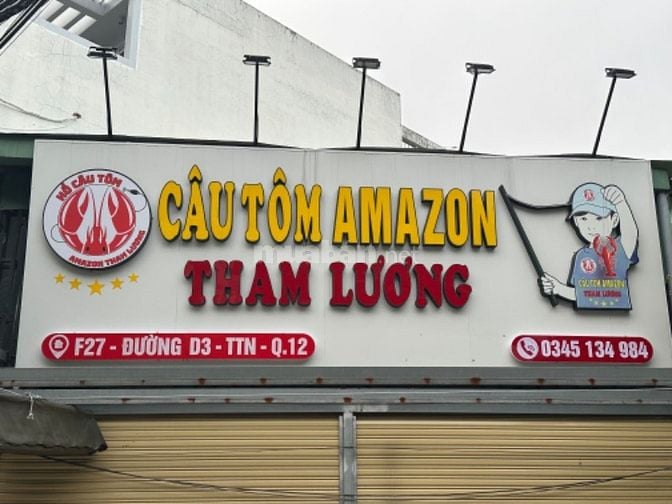 HỒ CÂU TÔM
AMAZON THAM LƯƠNG
CÂU TÔM AMAZON
THAM LƯƠNG
F27 - ĐƯỜNG D3 - TTN - Q.12
0345 134 984
CÂU TÔM AMAZON
THAM LƯƠNG